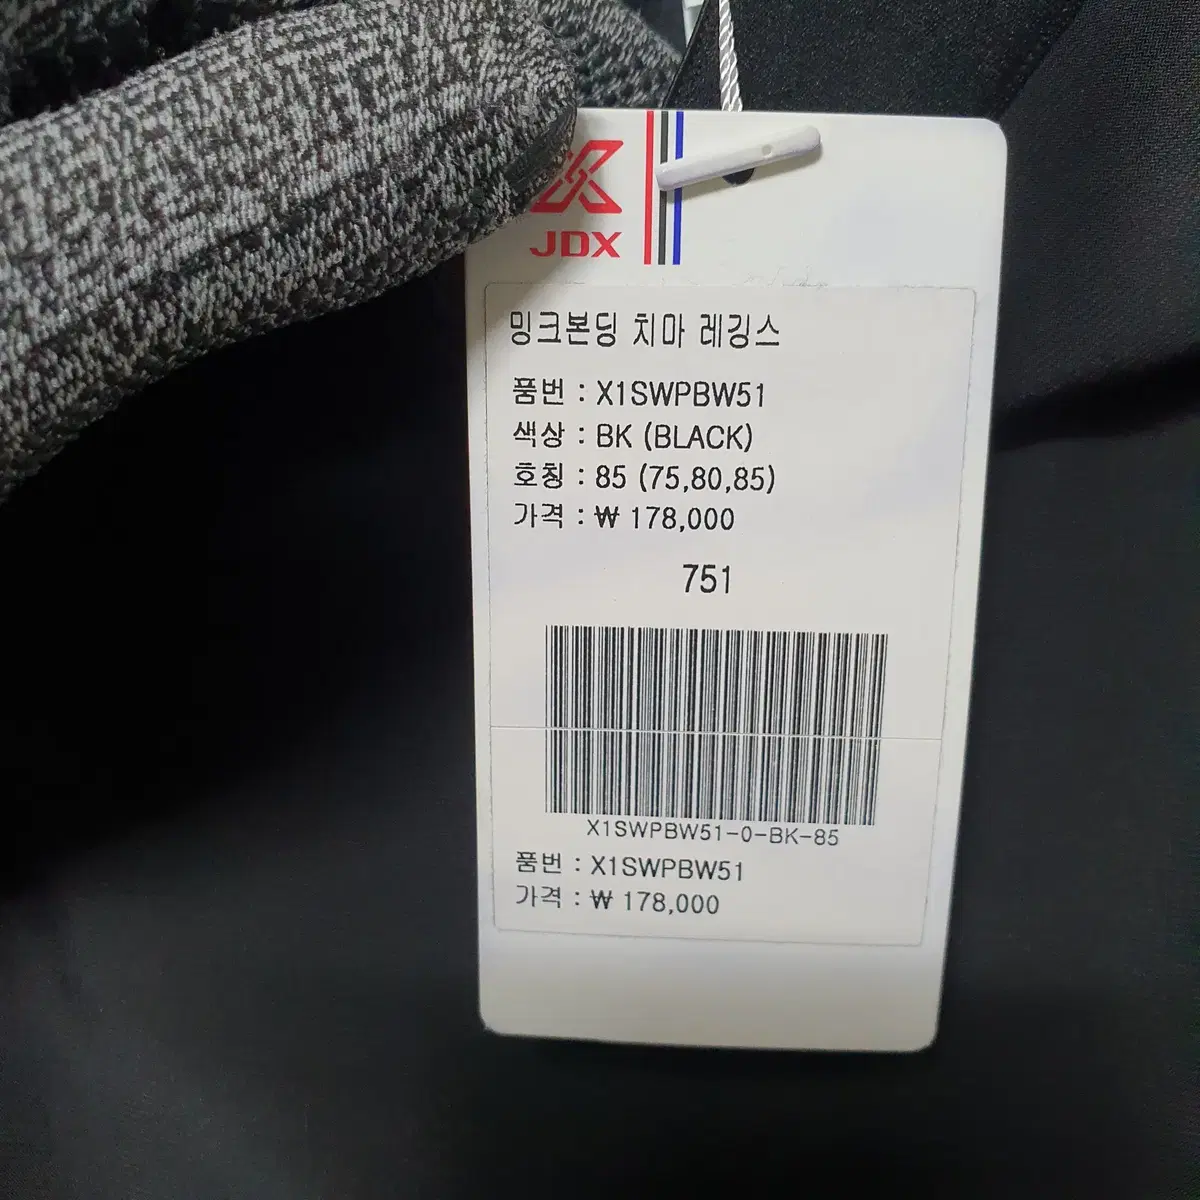 JDX
밍크본딩 치마 레깅스
품번 : X1SWPBW51
색상 : BK (BLACK)
호칭 : 85 (75,80,85)
가격 : ₩ 178,000
751
X1SWPBW51-0-BK-85
품번 : X1SWPBW51
가격 : ₩ 178,000